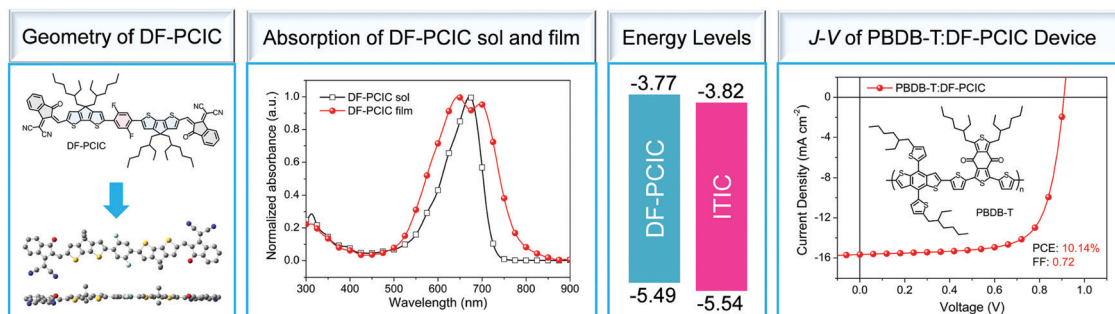 Geometry of DF-PCIC
O
CN
CN
F
F
S
S
S
S
NC
CN
O
DF-PCIC
Absorption of DF-PCIC sol and film
Normalized absorbance (a.u.)
1.0
0.8
0.6
0.4
0.2
0.0
DF-PCIC sol
DF-PCIC film
300 400 500 600 700 800 900
Wavelength (nm)
Energy Levels
-3.77
-3.82
DF-PCIC
ITIC
-5.49
-5.54
J-V of PBDB-T:DF-PCIC Device
Current Density (mA cm⁻²)
0
-4
-8
-12
-16
PBDB-T:DF-PCIC
O
O
S
S
S
S
S
S
S
n
PBDB-T
PCE: 10.14%
FF: 0.72
0.0 0.2 0.4 0.6 0.8 1.0
Voltage (V)